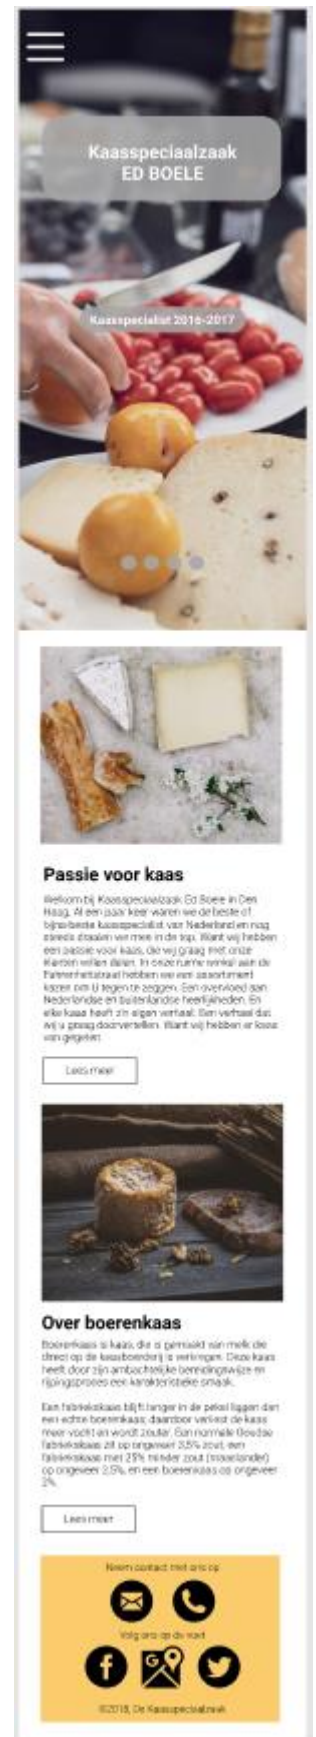 Kaasspeciaalzaak
ED BOELE
Kaasspecialist 2016-2017
Passie voor kaas
Welkom bij Kaasspeciaalzaak Ed Boele in Den
Haag. Al een paar keer waren we de beste of
bijna-beste kaasspecialist van Nederland en nog
steeds draaien we mee in de top. Want wij hebben
een passie voor kaas, die wij graag met onze
klanten willen delen. In onze ruime winkel aan de
Fahrenheitstraat hebben we een assortiment
kazen om U tegen te zeggen. Een overvloed aan
Nederlandse en buitenlandse heerlijkheden. En
elke kaas heeft z'n eigen verhaal. Een verhaal dat
wij u graag doorvertellen. Want wij hebben er kaas
van gegeten.
Lees meer
Over boerenkaas
Boerenkaas is kaas, die is gemaakt van melk die
direct op de kaasboerderij is verkregen. Deze kaas
heeft door zijn ambachtelijke bereidingswijze en
rijpingsproces een karakteristieke smaak.
Een fabriekskaas blijft langer in de pekel liggen dan
een echte boerenkaas; daardoor verliest de kaas
meer vocht en wordt zouter. Een normale Goudse
fabriekskaas zit op ongeveer 3,5% zout, een
fabriekskaas met 25% minder zout (maaslander)
op ongeveer 2,5%, en een boerenkaas op ongeveer
2%.
Lees meer
Neem contact met ons op
Volg ons op de voet
G
©2018, De Kaasspeciaalzaak